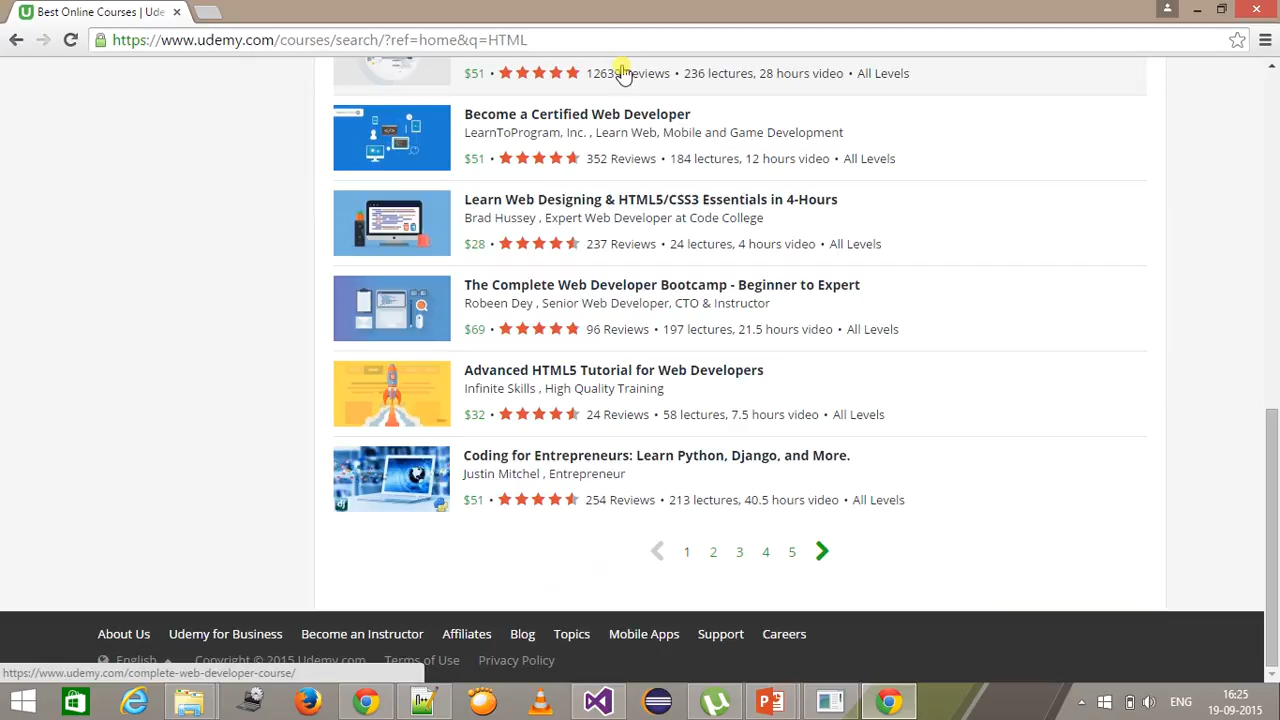 Best Online Courses | Ude
https://www.udemy.com/courses/search/?ref=home&q=HTML
$51 • Reviews • 236 lectures, 28 hours video • All Levels
Become a Certified Web Developer
LearnToProgram, Inc. , Learn Web, Mobile and Game Development
$51 • 352 Reviews • 184 lectures, 12 hours video • All Levels
Learn Web Designing & HTML5/CSS3 Essentials in 4-Hours
Brad Hussey , Expert Web Developer at Code College
$28 • 237 Reviews • 24 lectures, 4 hours video • All Levels
The Complete Web Developer Bootcamp - Beginner to Expert
Robeen Dey , Senior Web Developer, CTO & Instructor
$69 • 96 Reviews • 197 lectures, 21.5 hours video • All Levels
Advanced HTML5 Tutorial for Web Developers
Infinite Skills , High Quality Training
$32 • 24 Reviews • 58 lectures, 7.5 hours video • All Levels
Coding for Entrepreneurs: Learn Python, Django, and More.
Justin Mitchel , Entrepreneur
$51 • 254 Reviews • 213 lectures, 40.5 hours video • All Levels
1 2 3 4 5
About Us Udemy for Business Become an Instructor Affiliates Blog Topics Mobile Apps Support Careers
English Copyright © 2015 Udemy.com Terms of Use Privacy Policy
https://www.udemy.com/complete-web-developer-course/
ENG
16:25
19-09-2015